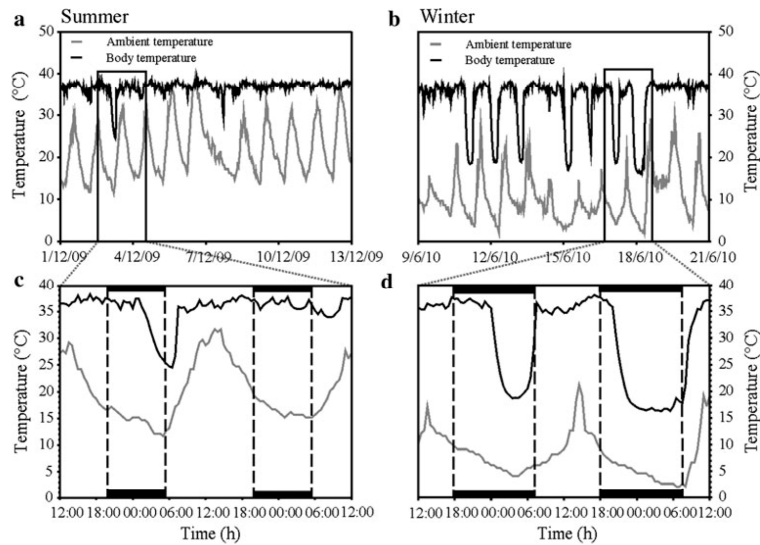 a Summer
b Winter
50
40
30
20
10
0
Temperature (°C)
Ambient temperature
Body temperature
1/12/09 4/12/09 7/12/09 10/12/09 13/12/09
50
40
30
20
10
0
Temperature (°C)
Ambient temperature
Body temperature
9/6/10 12/6/10 15/6/10 18/6/10 21/6/10
c
40
35
30
25
20
15
10
5
0
Temperature (°C)
12:00 18:00 00:00 06:00 12:00 18:00 00:00 06:00 12:00
Time (h)
d
40
35
30
25
20
15
10
5
0
Temperature (°C)
12:00 18:00 00:00 06:00 12:00 18:00 00:00 06:00 12:00
Time (h)